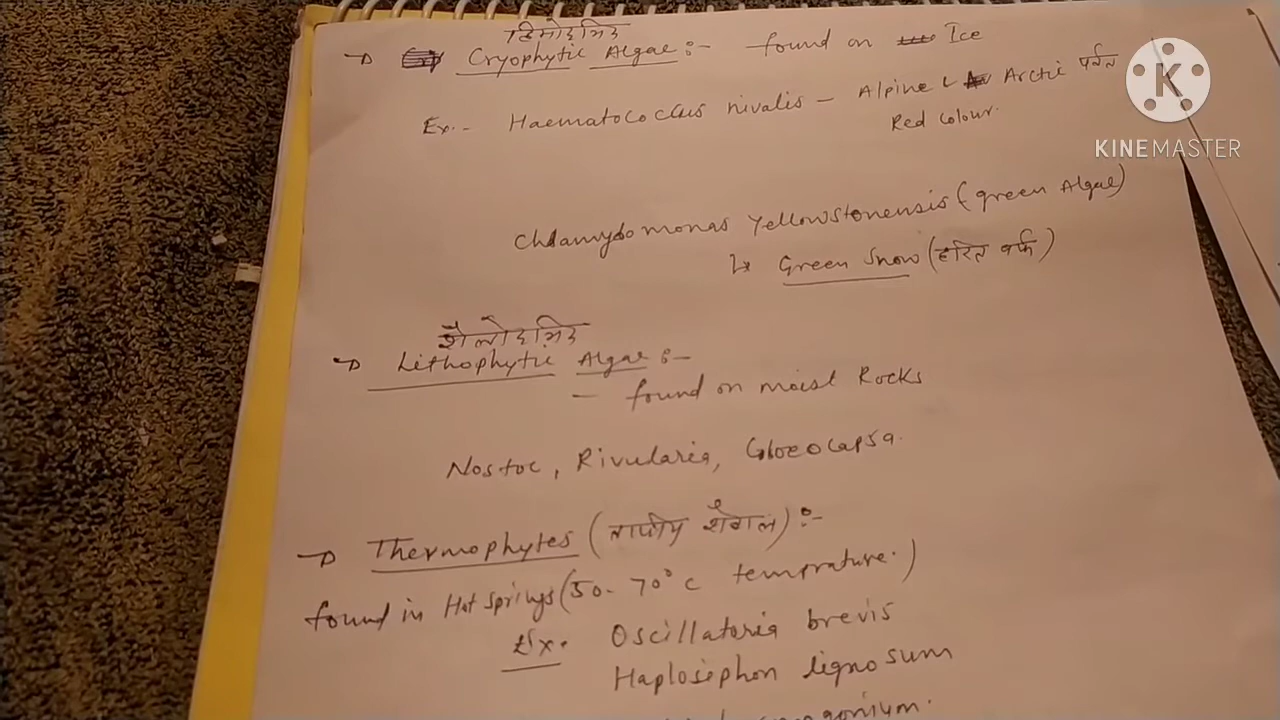 हिमोद्भिद
→ Cryophytic Algae :- found on Ice
Ex. - Haematococcus nivalis - Alpine & Arctic पर्वत
Red colour.
K
KINEMASTER
Chlamydomonas Yellowstonensis (green Algae)
↳ Green Snow (हरित बर्फ)
शैलोद्भिद
→ Lithophytic Algae :-
- found on moist Rocks
Nostoc, Rivularia, Gloeocapsa.
→ Thermophytes (तापीय शैवाल) :-
found in Hot springs (50-70°C temprature.)
Ex. Oscillatoria brevis
Haplosiphon lignosum